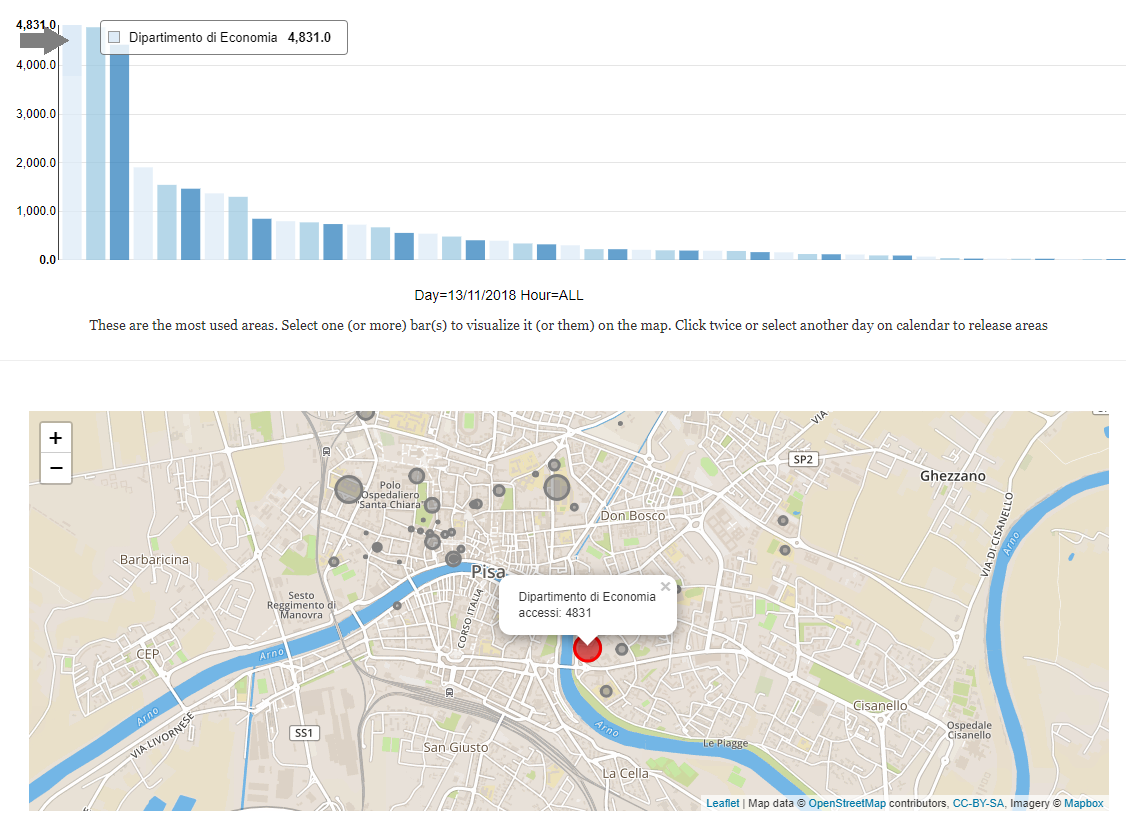 4,831.0
Dipartimento di Economia 4,831.0
4,000.0
3,000.0
2,000.0
1,000.0
0.0
Day=13/11/2018 Hour=ALL
These are the most used areas. Select one (or more) bar(s) to visualize it (or them) on the map. Click twice or select another day on calendar to release areas
+
−
VIA
SP2
Ghezzano
Polo
Ospedaliero
"Santa Chiara"
Don Bosco
VIA DI CISANELLO
Arno
Barbaricina
Pisa
Sesto
Reggimento di
Manovra
CORSO ITALIA
Dipartimento di Economia ×
accessi: 4831
CEP
Arno
Arno
VIA LIVORNESE
SS1
San Giusto
Arno
Le Piagge
Cisanello
Ospedale
Cisanello
La Cella
Leaflet | Map data © OpenStreetMap contributors, CC-BY-SA, Imagery © Mapbox